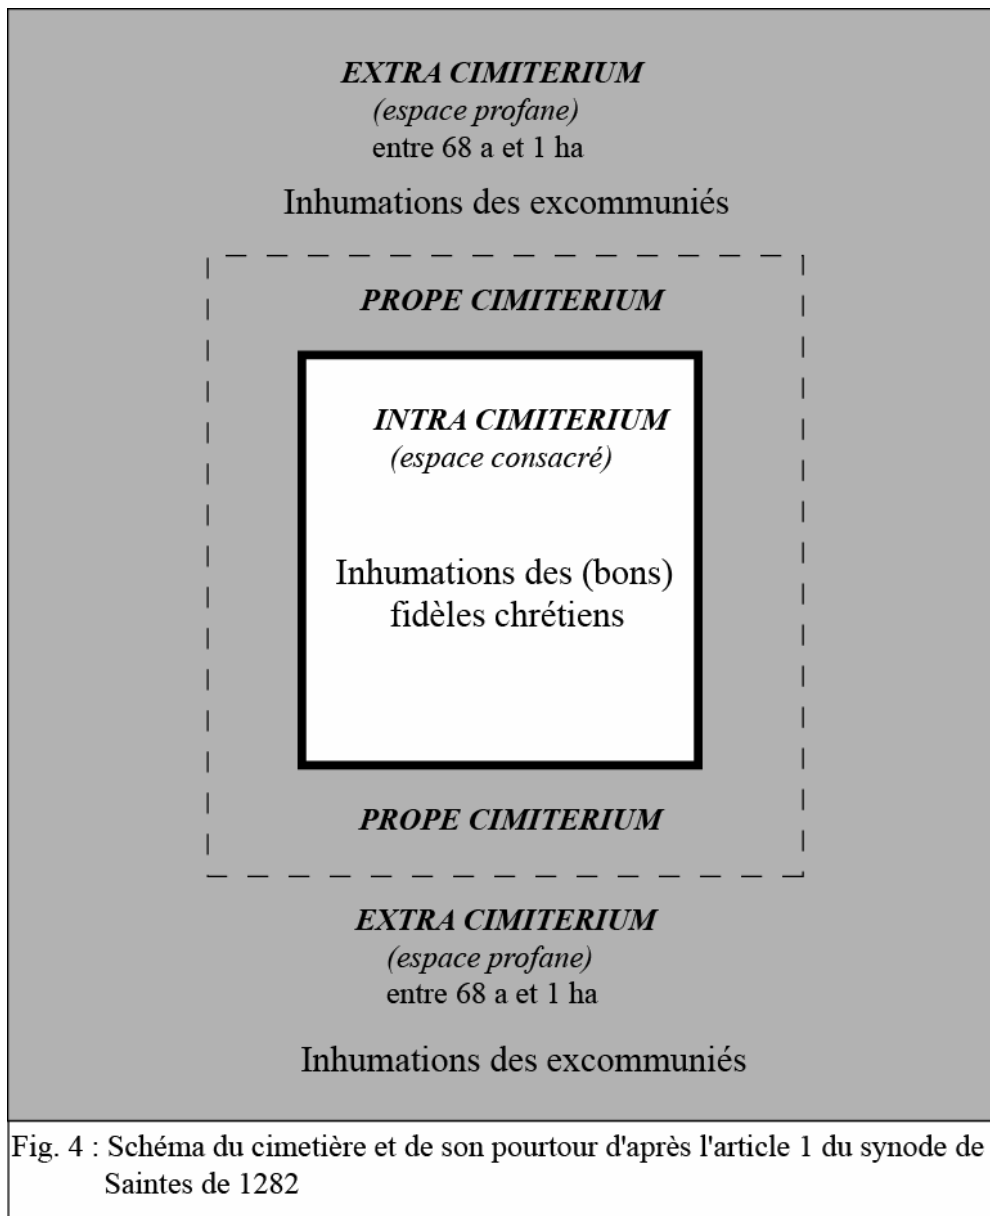 EXTRA CIMITERIUM
(espace profane)
entre 68 a et 1 ha
Inhumations des excommuniés
PROPE CIMITERIUM
INTRA CIMITERIUM
(espace consacré)
Inhumations des (bons)
fidèles chrétiens
PROPE CIMITERIUM
EXTRA CIMITERIUM
(espace profane)
entre 68 a et 1 ha
Inhumations des excommuniés
Fig. 4 : Schéma du cimetière et de son pourtour d'après l'article 1 du synode de
Saintes de 1282